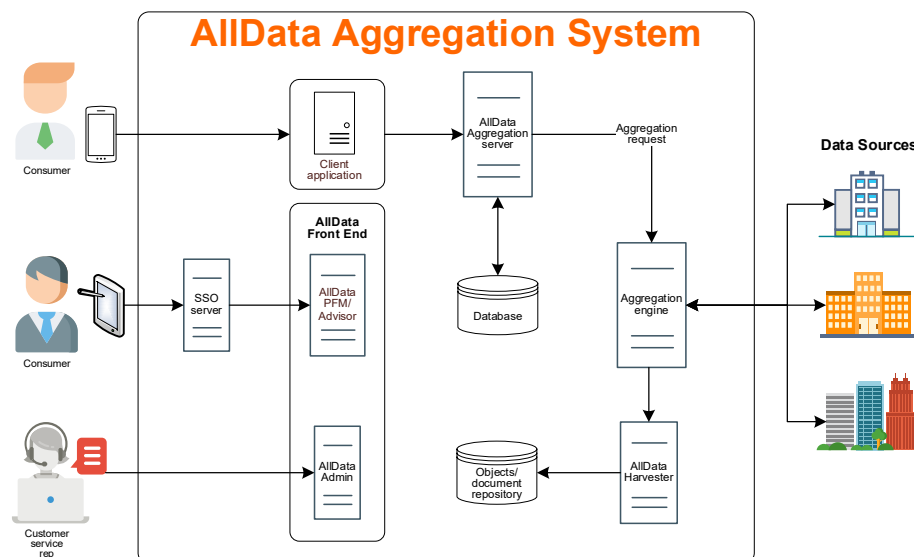 AllData Aggregation System
Consumer
Client
application
AllData
Aggregation
server
Aggregation
request
Data Sources
AllData
Front End
Consumer
SSO
server
AllData
PFM/
Advisor
Database
Aggregation
engine
Customer
service
rep
AllData
Admin
Objects/
document
repository
AllData
Harvester